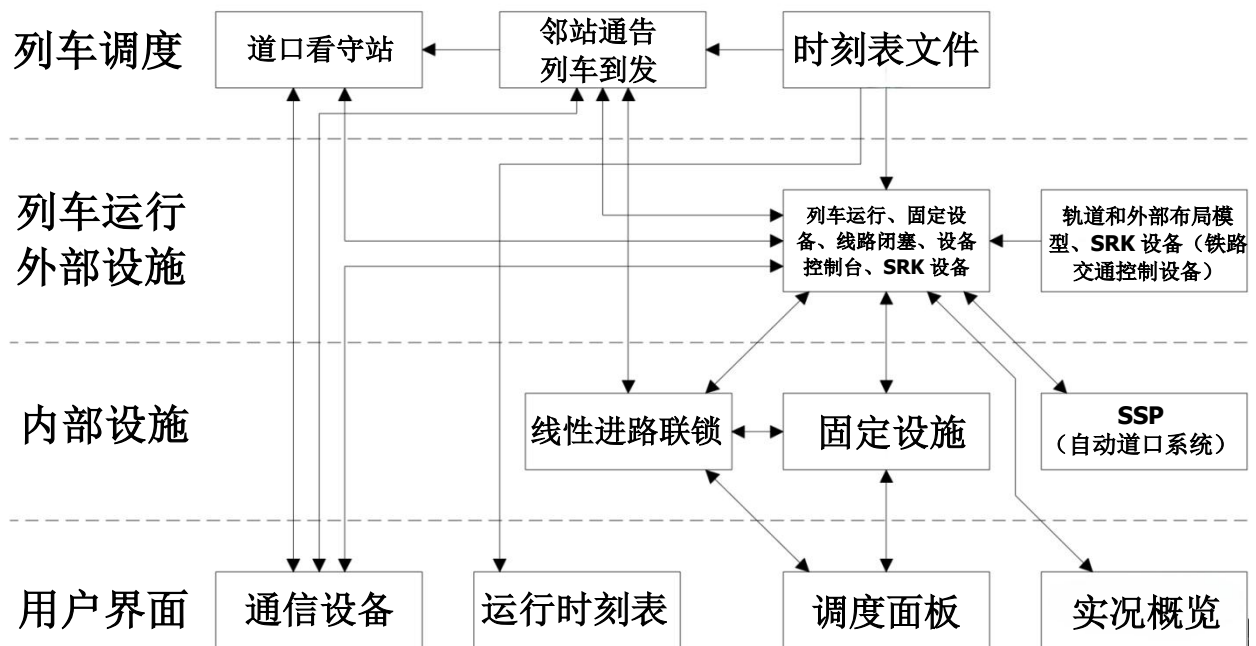 列车调度
道口看守站
邻站通告
列车到发
时刻表文件
列车运行
外部设施
列车运行、固定设
备、线路闭塞、设备
控制台、SRK 设备
轨道和外部布局模
型、SRK 设备（铁路
交通控制设备）
内部设施
线性进路联锁
固定设施
SSP
（自动道口系统）
用户界面
通信设备
运行时刻表
调度面板
实况概览